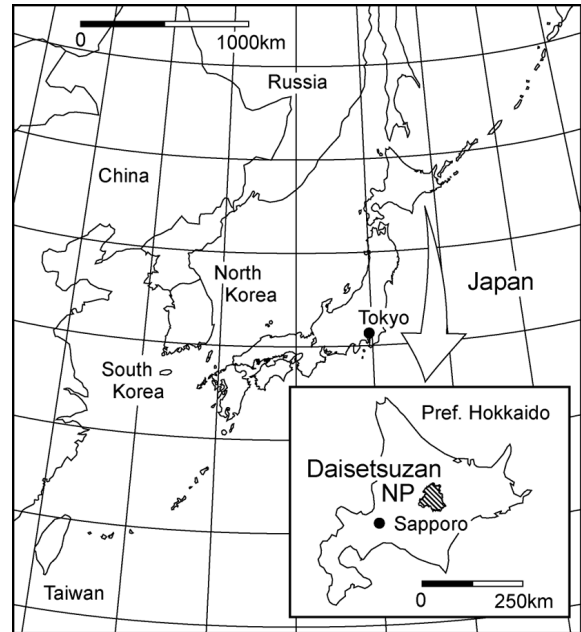 0 1000km
Russia
China
North
Korea
Japan
Tokyo
South
Korea
Pref. Hokkaido
Daisetsuzan
NP
Sapporo
Taiwan
0 250km